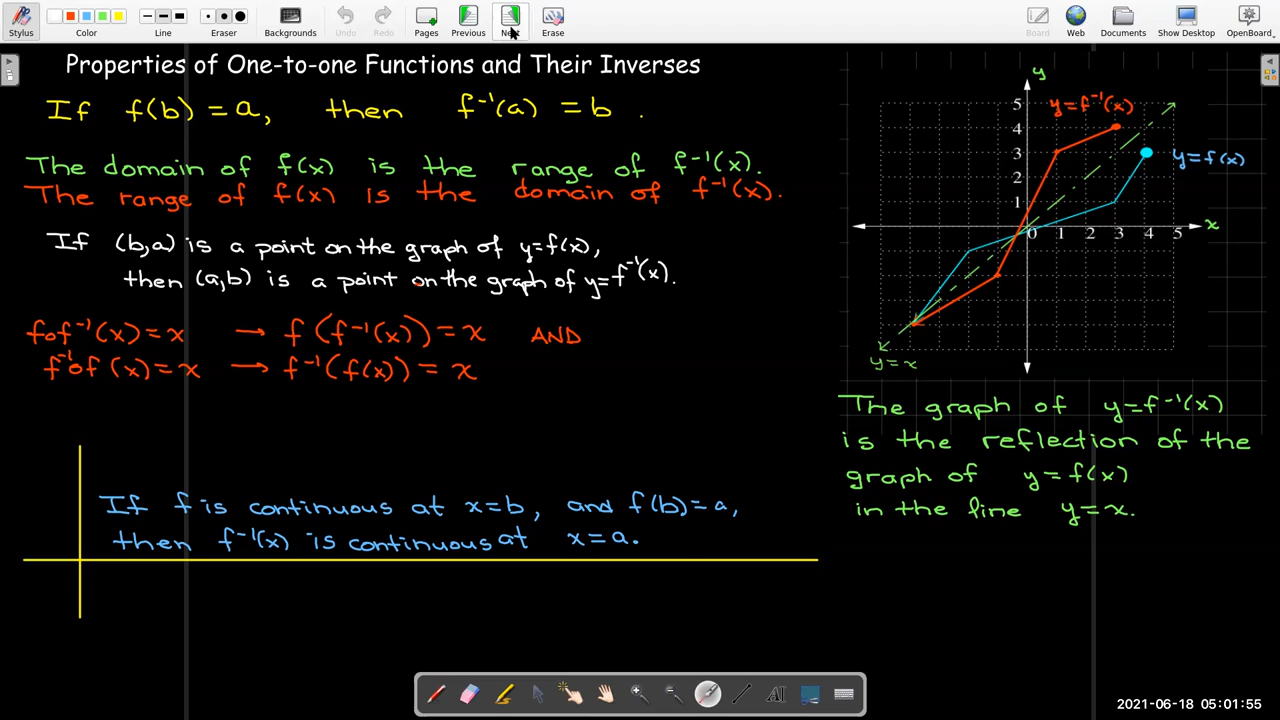 Stylus
Color
Line
Eraser
Backgrounds
Undo
Redo
Pages
Previous
Next
Erase
Board
Web
Documents
Show Desktop
OpenBoard
Properties of One-to-one Functions and Their Inverses
If f(b) = a, then f⁻¹(a) = b .
The domain of f(x) is the range of f⁻¹(x).
The range of f(x) is the domain of f⁻¹(x).
If (b,a) is a point on the graph of y=f(x),
then (a,b) is a point on the graph of y=f⁻¹(x).
fof⁻¹(x) = x → f(f⁻¹(x)) = x AND
f⁻¹of(x) = x → f⁻¹(f(x)) = x
If f is continuous at x=b, and f(b)=a,
then f⁻¹(x) is continuous at x=a.
y
5
4
3
2
1
0 1 2 3 4 5
x
y=f⁻¹(x)
y=f(x)
y=x
The graph of y=f⁻¹(x)
is the reflection of the
graph of y=f(x)
in the line y=x.
2021-06-18 05:01:55